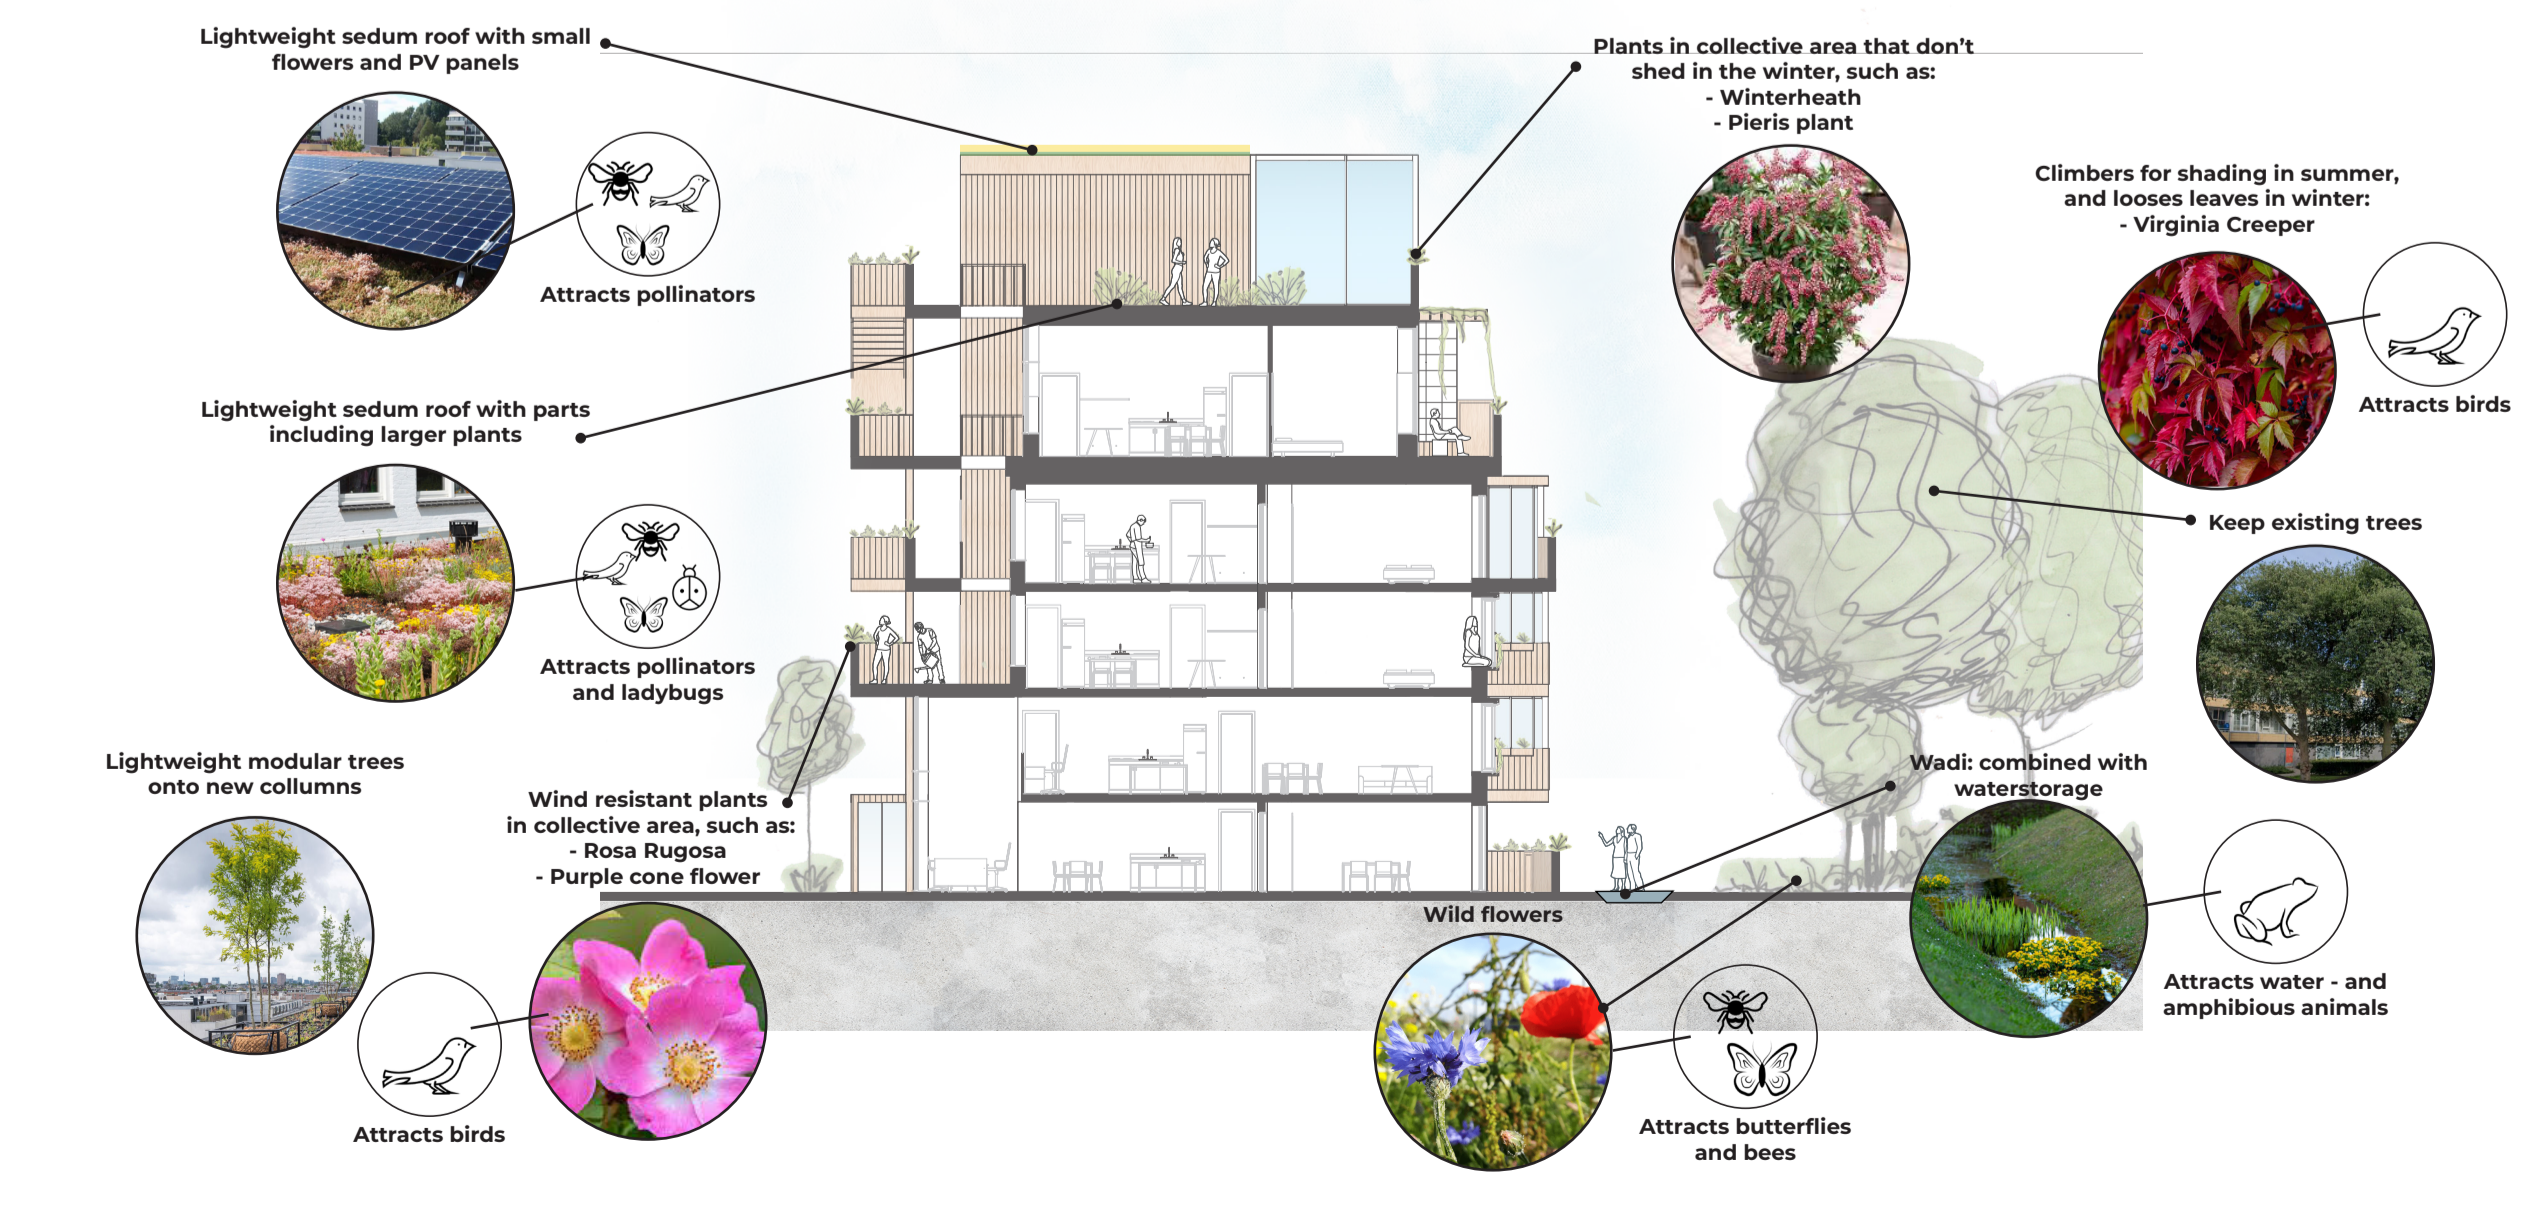 Lightweight sedum roof with small
flowers and PV panels
Attracts pollinators
Lightweight sedum roof with parts
including larger plants
Attracts pollinators
and ladybugs
Lightweight modular trees
onto new collumns
Wind resistant plants
in collective area, such as:
- Rosa Rugosa
- Purple cone flower
Attracts birds
Plants in collective area that don't
shed in the winter, such as:
- Winterheath
- Pieris plant
Climbers for shading in summer,
and looses leaves in winter:
- Virginia Creeper
Attracts birds
Keep existing trees
Wadi: combined with
waterstorage
Attracts water - and
amphibious animals
Wild flowers
Attracts butterflies
and bees